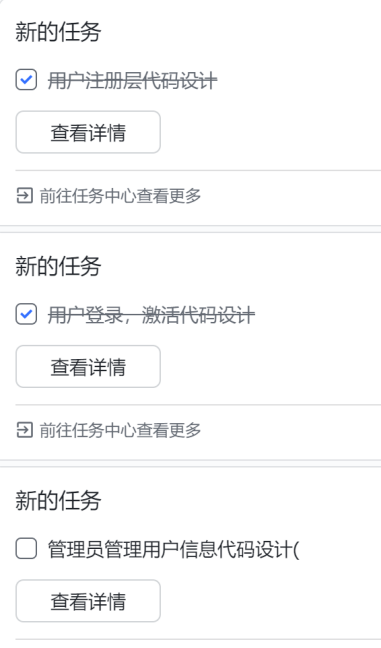 新的任务
用户注册层代码设计
查看详情
前往任务中心查看更多
新的任务
用户登录，激活代码设计
查看详情
前往任务中心查看更多
新的任务
管理员管理用户信息代码设计(
查看详情